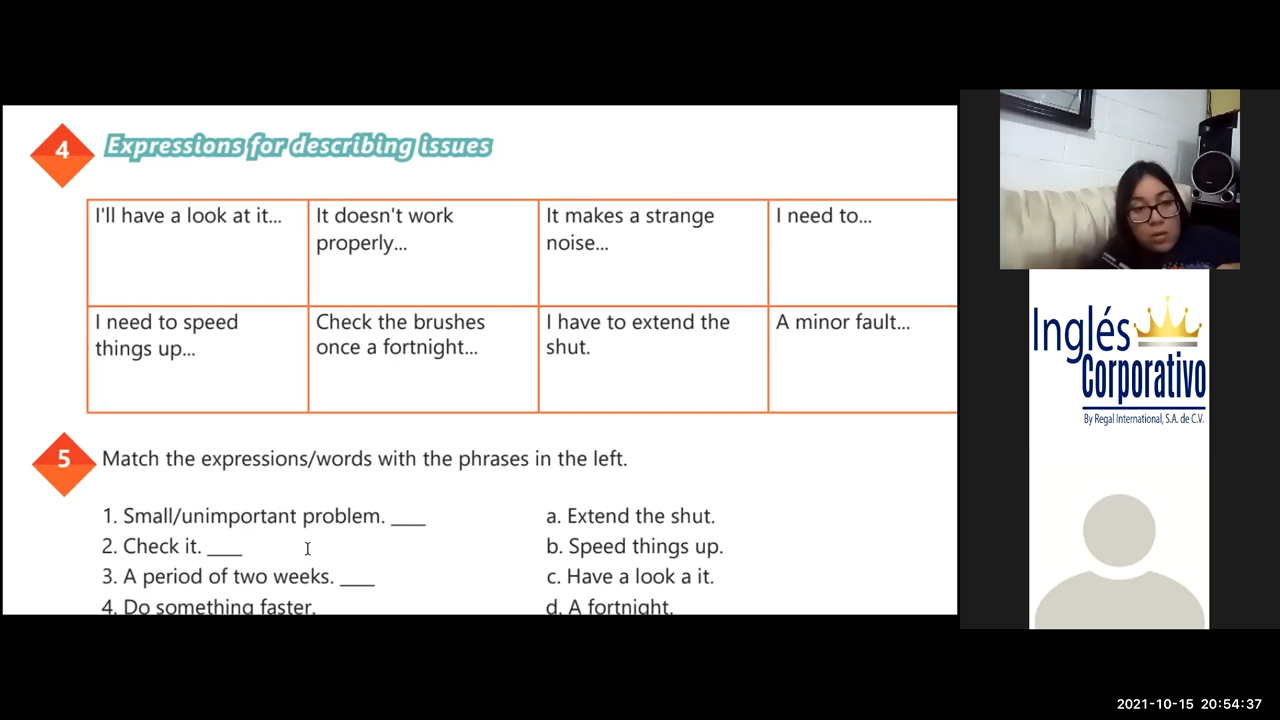 4
Expressions for describing issues
I'll have a look at it...
It doesn't work
properly...
It makes a strange
noise...
I need to...
I need to speed
things up...
Check the brushes
once a fortnight...
I have to extend the
shut.
A minor fault...
5
Match the expressions/words with the phrases in the left.
1. Small/unimportant problem. ____
2. Check it. ____
3. A period of two weeks. ____
4. Do something faster.
a. Extend the shut.
b. Speed things up.
c. Have a look a it.
d. A fortnight.
Inglés
Corporativo
By Regal International, S.A. de C.V.
2021-10-15 20:54:37